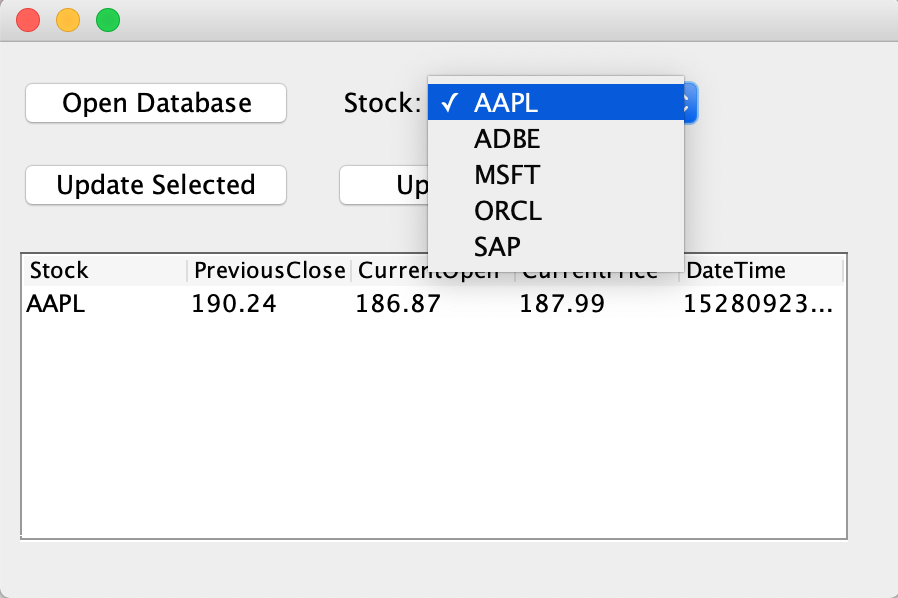 Open Database
Stock:
✓ AAPL
ADBE
MSFT
ORCL
SAP
Update Selected
Up
Stock PreviousClose CurrentOpen CurrentPrice DateTime
AAPL 190.24 186.87 187.99 15280923...